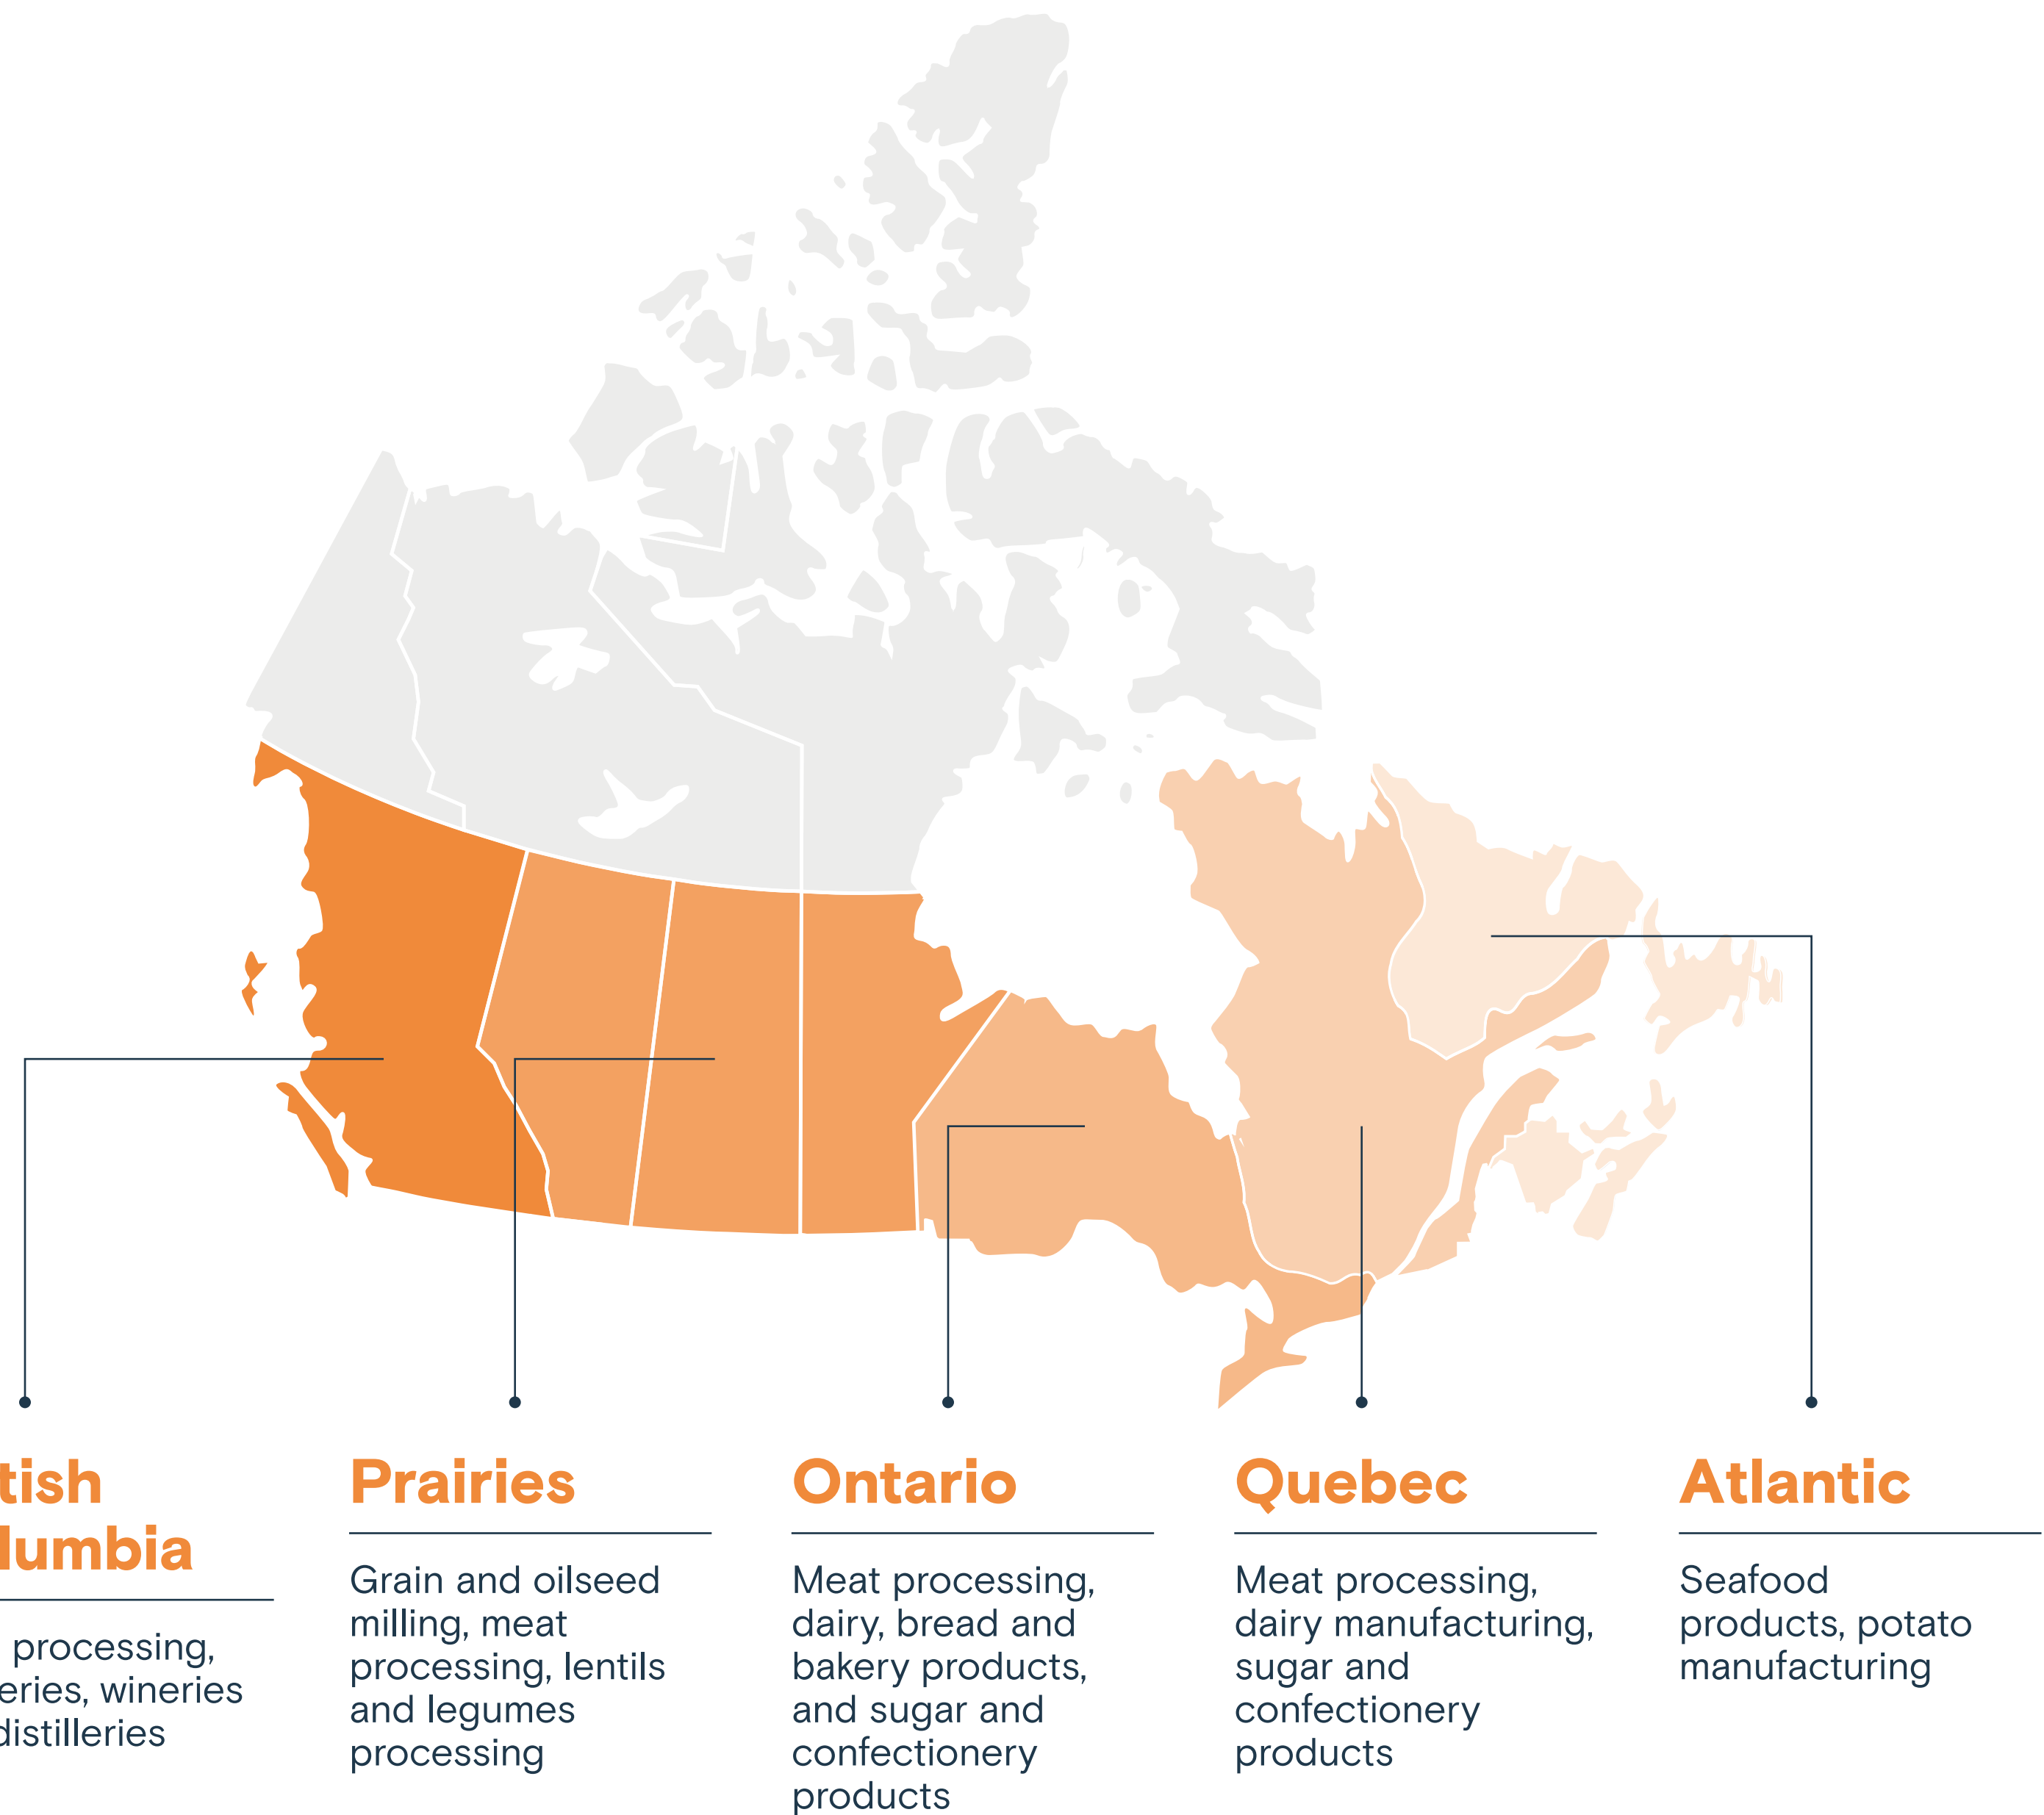 tish
lumbia
processing,
eries, wineries
distilleries
Prairies
Grain and oilseed
milling, meat
processing, lentils
and legumes
processing
Ontario
Meat processing,
dairy, bread and
bakery products,
and sugar and
confectionery
products
Quebec
Meat processing,
dairy manufacturing,
sugar and
confectionery
products
Atlantic
Seafood
products, potato
manufacturing